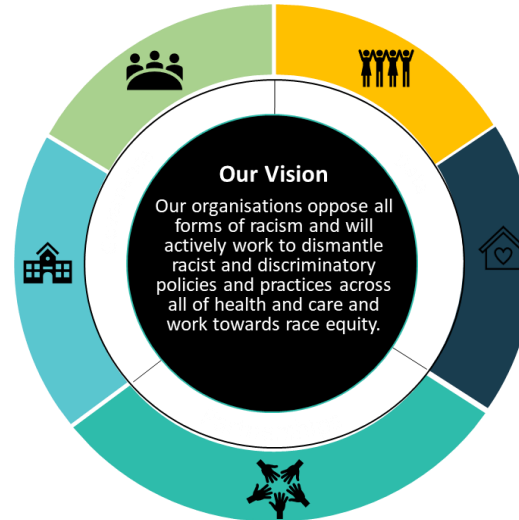 Our Vision
Our organisations oppose all
forms of racism and will
actively work to dismantle
racist and discriminatory
policies and practices across
all of health and care and
work towards race equity.